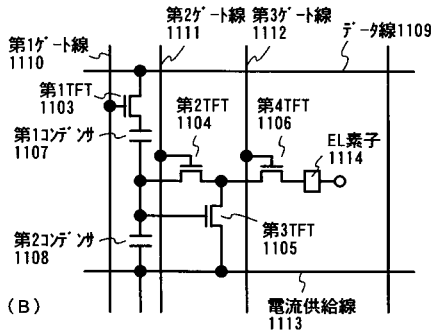 第1ｹﾞｰﾄ線
1110
第2ｹﾞｰﾄ線
1111
第3ｹﾞｰﾄ線
1112
ﾃﾞｰﾀ線1109
第1TFT
1103
第1ｺﾝﾃﾞﾝｻ
1107
第2TFT
1104
第4TFT
1106
EL素子
1114
第2ｺﾝﾃﾞﾝｻ
1108
第3TFT
1105
(B)
電流供給線
1113